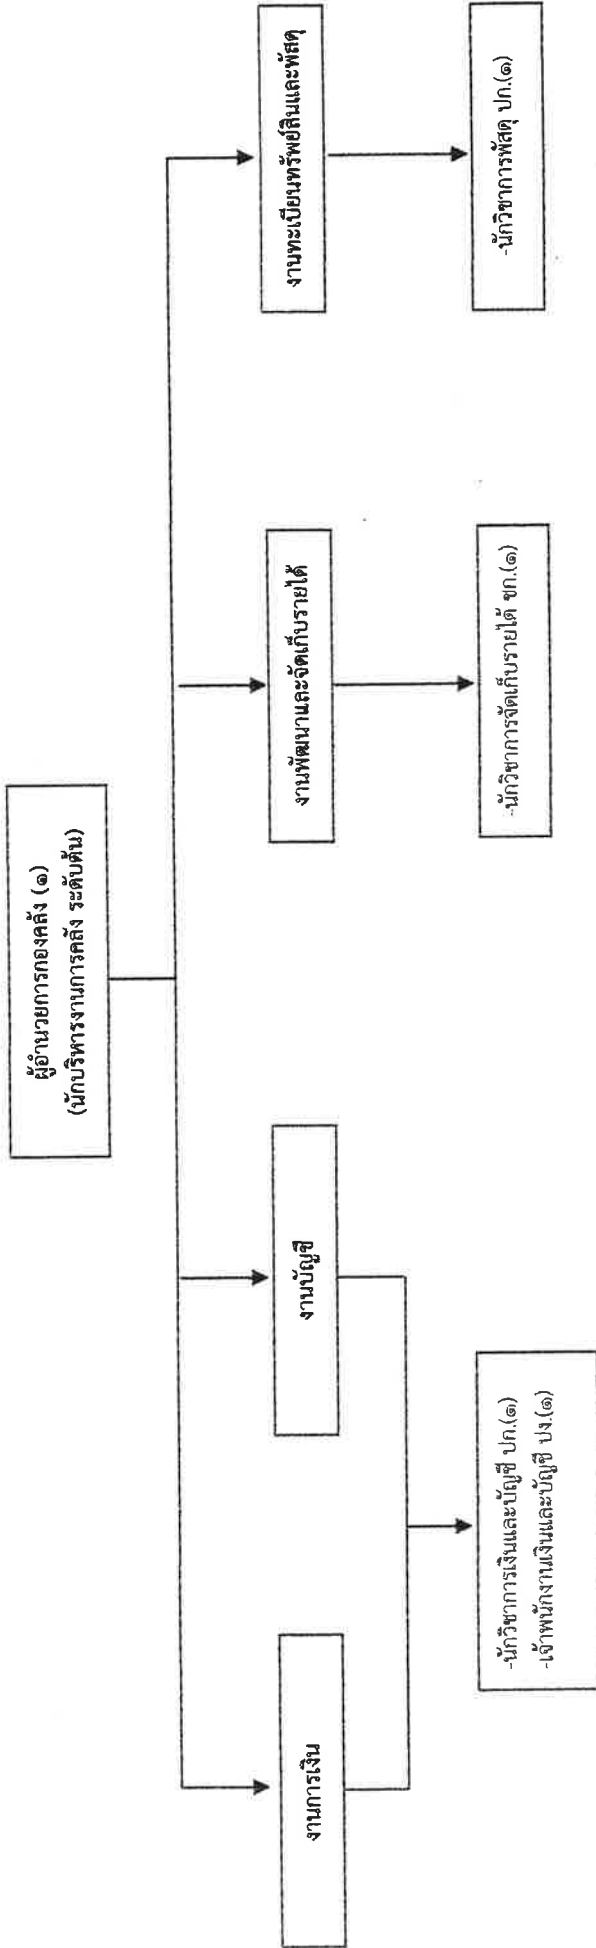 ผู้อำนวยการกองคลัง (๑)
(นักบริหารงานการคลัง ระดับต้น)
งานการเงิน
งานบัญชี
งานพัฒนาและจัดเก็บรายได้
งานทะเบียนทรัพย์สินและพัสดุ
-นักวิชาการเงินและบัญชี ปก.(๑)
-เจ้าพนักงานเงินและบัญชี ปง.(๑)
-นักวิชาการจัดเก็บรายได้ ชก.(๑)
-นักวิชาการพัสดุ ปก.(๑)